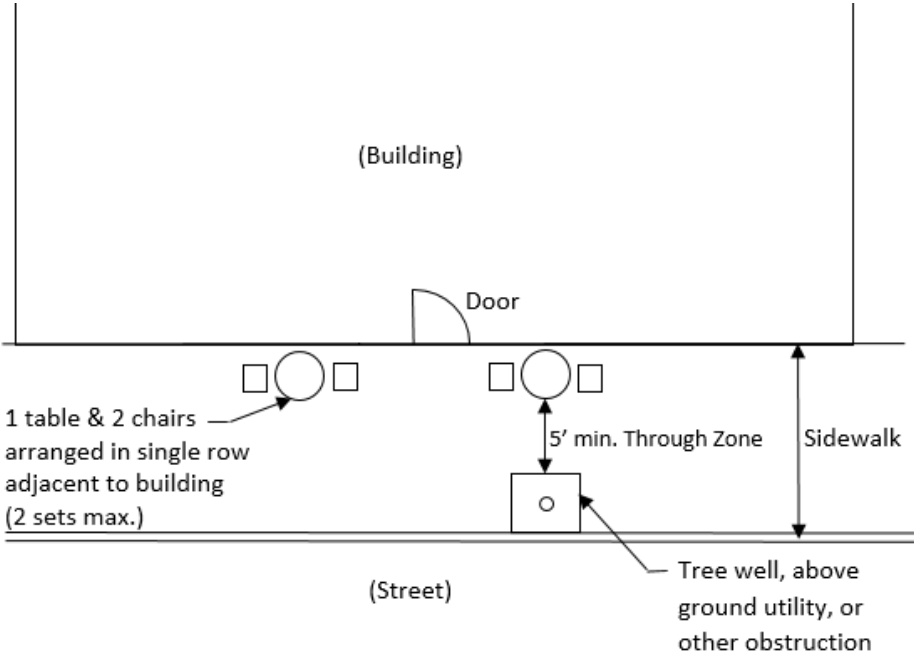 (Building)
Door
1 table & 2 chairs
arranged in single row
adjacent to building
(2 sets max.)
5’ min. Through Zone
Sidewalk
(Street)
Tree well, above
ground utility, or
other obstruction